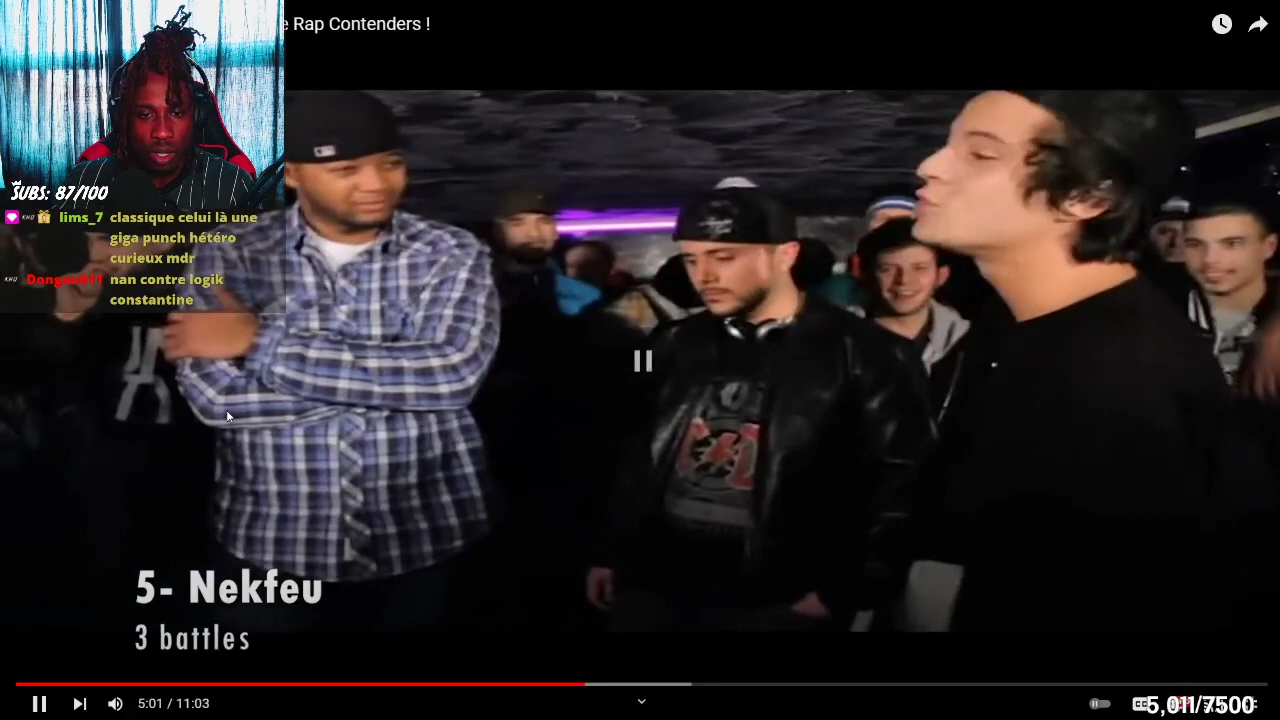 e Rap Contenders !
SUBS: 87/100
lims_7 classique celui là une
giga punch hétéro
curieux mdr
nan contre logik
constantine
5- Nekfeu
3 battles
5:01 / 11:03
5,011/7500